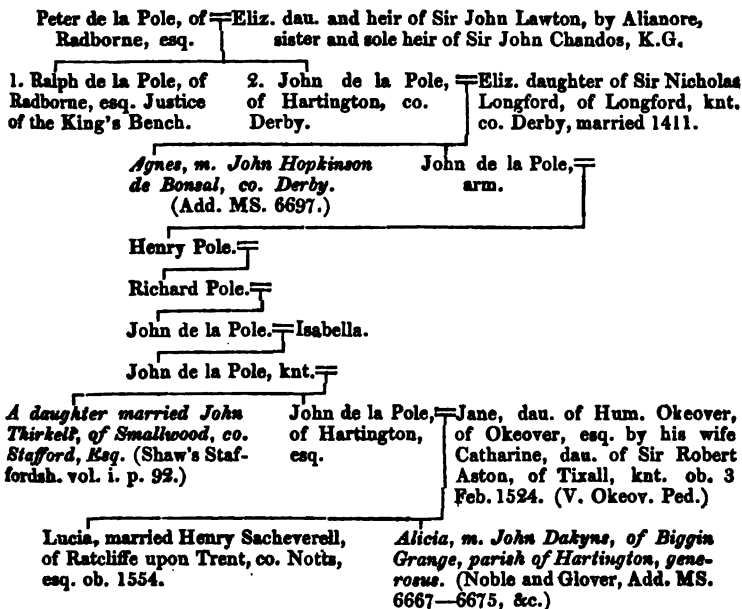 Peter de la Pole, of Radborne, esq.
Eliz. dau. and heir of Sir John Lawton, by Alianore, sister and sole heir of Sir John Chandos, K.G.
1. Ralph de la Pole, of
Radborne, esq. Justice
of the King's Bench.
2. John de la Pole,
of Hartington, co.
Derby.
Eliz. daughter of Sir Nicholas
Longford, of Longford, knt.
co. Derby, married 1411.
Agnes, m. John Hopkinson
de Bonsal, co. Derby.
(Add. MS. 6697.)
John de la Pole,
arm.
Henry Pole.
Richard Pole.
John de la Pole. Isabella.
John de la Pole, knt.
A daughter married John
Thirkell, of Smallwood, co.
Stafford, Esq. (Shaw's Staf-
fordsh. vol. i. p. 92.)
John de la Pole,
of Hartington,
esq.
Jane, dau. of Hum. Okeover,
of Okeover, esq. by his wife
Catharine, dau. of Sir Robert
Aston, of Tixall, knt. ob. 3
Feb. 1524. (V. Okeov. Ped.)
Lucia, married Henry Sacheverell,
of Ratcliffe upon Trent, co. Notts,
esq. ob. 1554.
Alicia, m. John Dakyns, of Biggin
Grange, parish of Hartington, gene-
rosus. (Noble and Glover, Add. MS.
6667—6675, &c.)